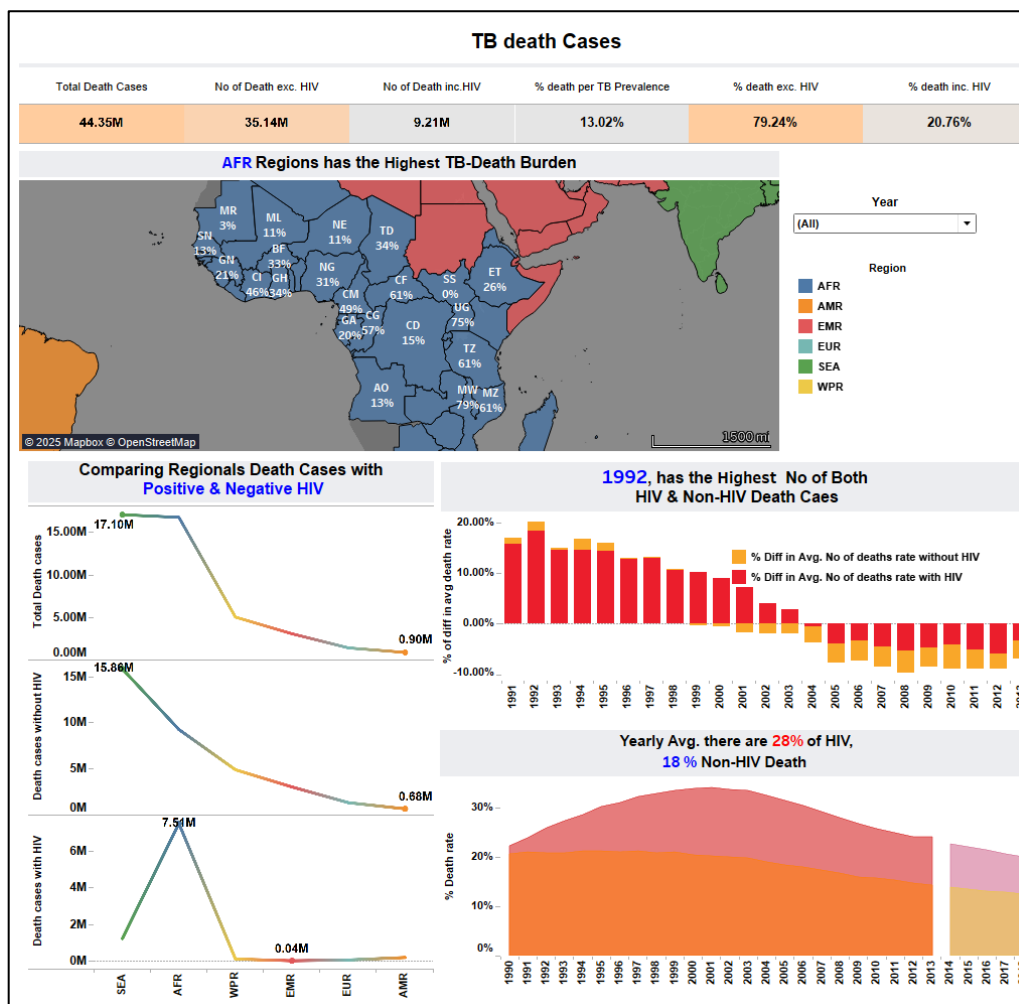 TB death Cases
Total Death Cases No of Death exc. HIV No of Death inc.HIV % death per TB Prevalence % death exc. HIV % death inc. HIV
44.35M 35.14M 9.21M 13.02% 79.24% 20.76%
AFR Regions has the Highest TB-Death Burden
MR
3%
ML
11%
NE
11%
TD
34%
SN
13%
BF
33%
GN
21%
CI
46%
GH
34%
NG
31%
CM
49%
CF
61%
SS
0%
ET
26%
GA
20%
CG
57%
CD
15%
UG
75%
TZ
61%
AO
13%
MW
79%
MZ
61%
© 2025 Mapbox © OpenStreetMap
1500 mi
Year
(All)
Region
AFR
AMR
EMR
EUR
SEA
WPR
Comparing Regionals Death Cases with
Positive & Negative HIV
Total Death cases
15.00M
10.00M
5.00M
0.00M
17.10M
0.90M
Death cases without HIV
15M
10M
5M
0M
15.86M
0.68M
Death cases with HIV
6M
4M
2M
0M
7.51M
0.04M
SEA
AFR
WPR
EMR
EUR
AMR
1992, has the Highest No of Both
HIV & Non-HIV Death Caes
% of diff in avg death rate
20.00%
10.00%
0.00%
-10.00%
% Diff in Avg. No of deaths rate without HIV
% Diff in Avg. No of deaths rate with HIV
1991
1992
1993
1994
1995
1996
1997
1998
1999
2000
2001
2002
2003
2004
2005
2006
2007
2008
2009
2010
2011
2012
Yearly Avg. there are 28% of HIV,
18 % Non-HIV Death
% Death rate
30%
20%
10%
0%
1990
1991
1992
1993
1994
1995
1996
1997
1998
1999
2000
2001
2002
2003
2004
2005
2006
2007
2008
2009
2010
2011
2012
2013
2014
2015
2016
2017